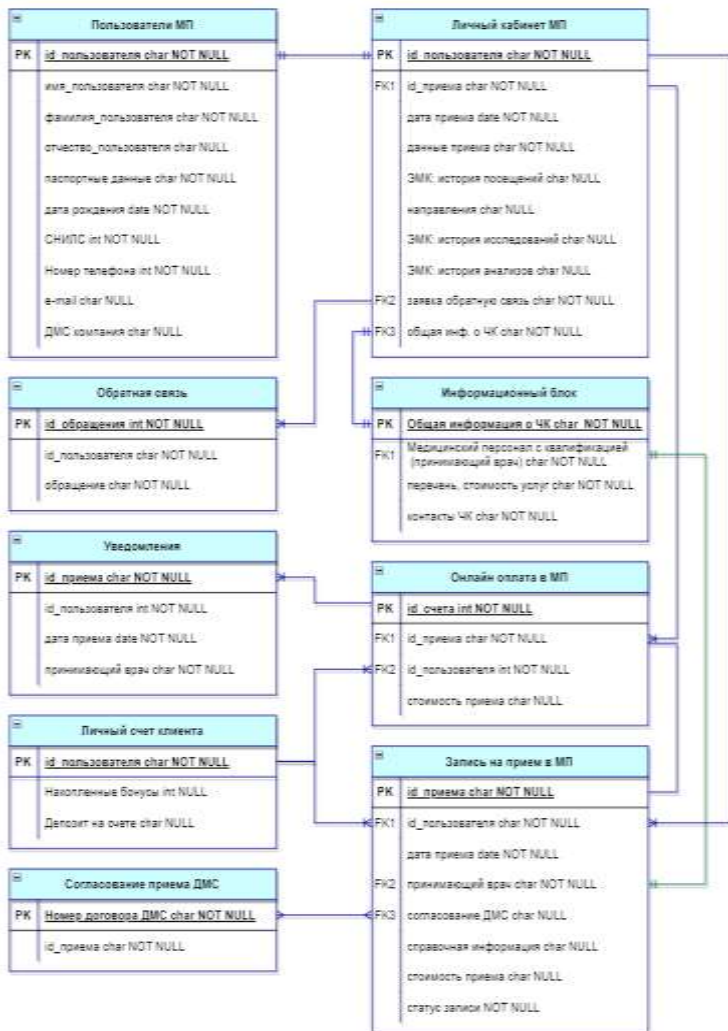 Пользователи МП
PK id_пользователя char NOT NULL
имя_пользователя char NOT NULL
фамилия_пользователя char NOT NULL
отчество_пользователя char NULL
паспортные данные char NOT NULL
дата рождения date NOT NULL
СНИЛС int NOT NULL
Номер телефона int NOT NULL
e-mail char NULL
ДМС компания char NULL
Личный кабинет МП
PK id_пользователя char NOT NULL
FK1 id_приема char NOT NULL
дата приема date NOT NULL
данные приема char NOT NULL
ЭМК: история посещений char NULL
направления char NULL
ЭМК: история исследований char NULL
ЭМК: история анализов char NULL
FK2 заявка обратную связь char NOT NULL
FK3 общая инф. о ЧК char NOT NULL
Обратная связь
PK id_обращения int NOT NULL
id_пользователя char NOT NULL
обращение char NOT NULL
Информационный блок
PK Общая информация о ЧК char NOT NULL
FK1 Медицинский персонал с квалификацией
(принимающий врач) char NOT NULL
перечень, стоимость услуг char NOT NULL
контакты ЧК char NOT NULL
Уведомления
PK id_приема char NOT NULL
id_пользователя int NOT NULL
дата приема date NOT NULL
принимающий врач char NOT NULL
Онлайн оплата в МП
PK id_счета int NOT NULL
FK1 id_приема char NOT NULL
FK2 id_пользователя int NOT NULL
стоимость приема char NULL
Личный счет клиента
PK id_пользователя char NOT NULL
Накопленные бонусы int NULL
Депозит на счете char NULL
Запись на прием в МП
PK id_приема char NOT NULL
FK1 id_пользователя char NOT NULL
дата приема date NOT NULL
FK2 принимающий врач char NOT NULL
FK3 согласование ДМС char NULL
справочная информация char NULL
стоимость приема char NULL
статус записи NOT NULL
Согласование приема ДМС
PK Номер договора ДМС char NOT NULL
id_приема char NOT NULL